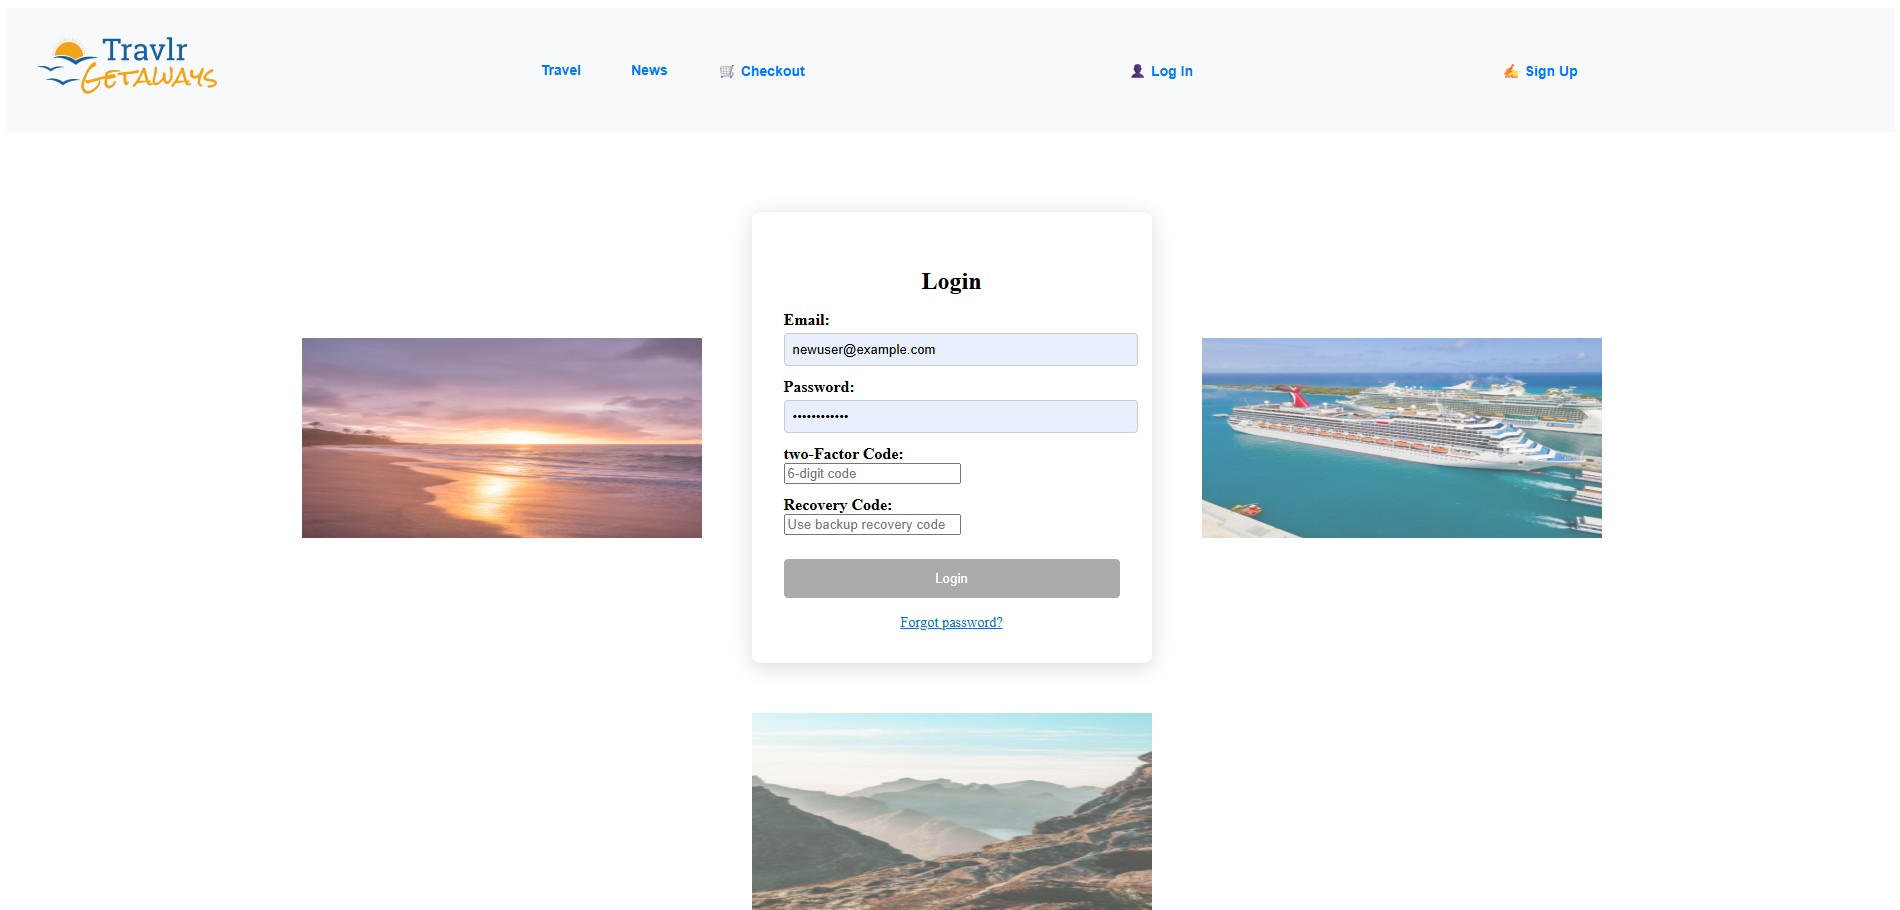 Travlr
GETAWAYS
Travel
News
Checkout
Log In
Sign Up
Login
Email:
newuser@example.com
Password:
••••••••••••
two-Factor Code:
6-digit code
Recovery Code:
Use backup recovery code
Login
Forgot password?